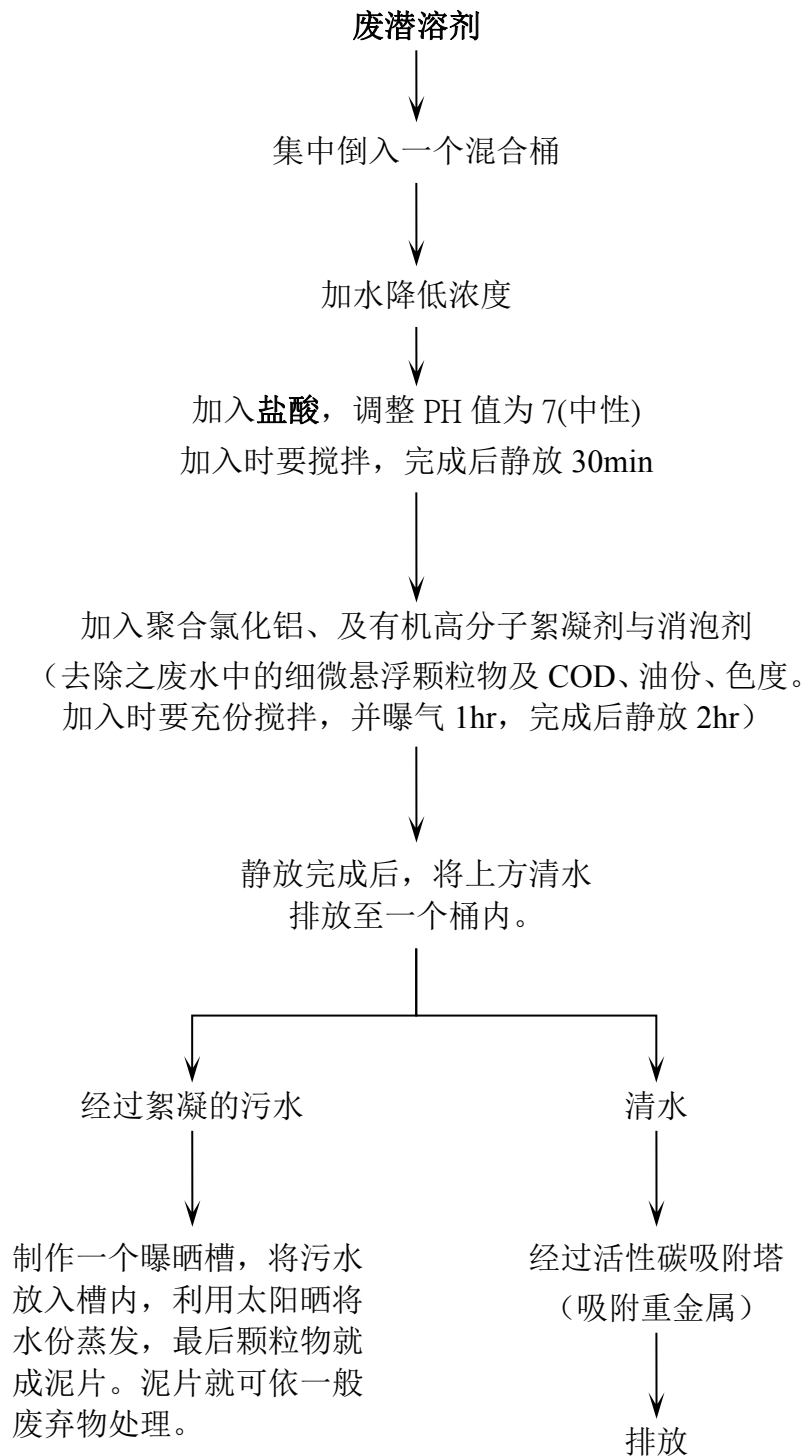 废潜溶剂
集中倒入一个混合桶
加水降低浓度
加入盐酸，调整 PH 值为 7(中性)
加入时要搅拌，完成后静放 30min
加入聚合氯化铝、及有机高分子絮凝剂与消泡剂
（去除之废水中的细微悬浮颗粒物及 COD、油份、色度。
加入时要充份搅拌，并曝气 1hr，完成后静放 2hr）
静放完成后，将上方清水
排放至一个桶内。
经过絮凝的污水
清水
制作一个曝晒槽，将污水
放入槽内，利用太阳晒将
水份蒸发，最后颗粒物就
成泥片。泥片就可依一般
废弃物处理。
经过活性碳吸附塔
（吸附重金属）
排放